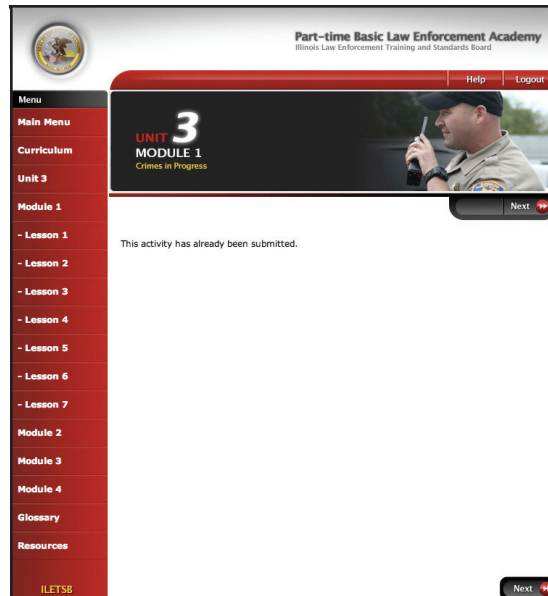 Part-time Basic Law Enforcement Academy
Illinois Law Enforcement Training and Standards Board
Help
Logout
Menu
Main Menu
Curriculum
Unit 3
Module 1
- Lesson 1
- Lesson 2
- Lesson 3
- Lesson 4
- Lesson 5
- Lesson 6
- Lesson 7
Module 2
Module 3
Module 4
Glossary
Resources
ILETSB
UNIT 3
MODULE 1
Crimes in Progress
Next
This activity has already been submitted.
Next